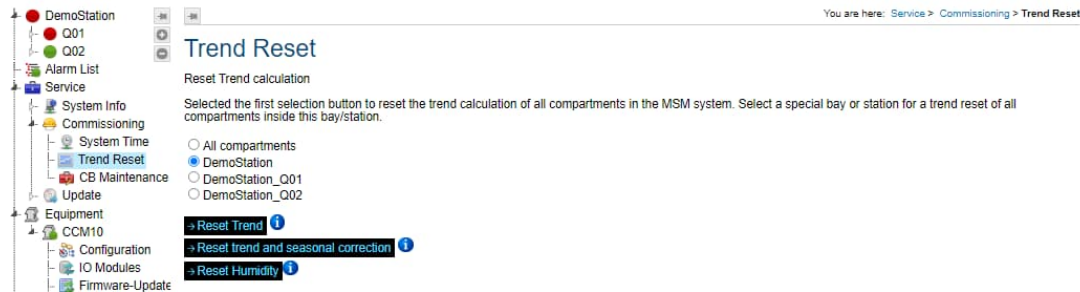 DemoStation
Q01
Q02
Alarm List
Service
System Info
Commissioning
System Time
Trend Reset
CB Maintenance
Update
Equipment
CCM10
Configuration
IO Modules
Firmware-Update
You are here: Service > Commissioning > Trend Reset
Trend Reset
Reset Trend calculation
Selected the first selection button to reset the trend calculation of all compartments in the MSM system. Select a special bay or station for a trend reset of all
compartments inside this bay/station.
All compartments
DemoStation
DemoStation_Q01
DemoStation_Q02
→Reset Trend
→Reset trend and seasonal correction
→Reset Humidity